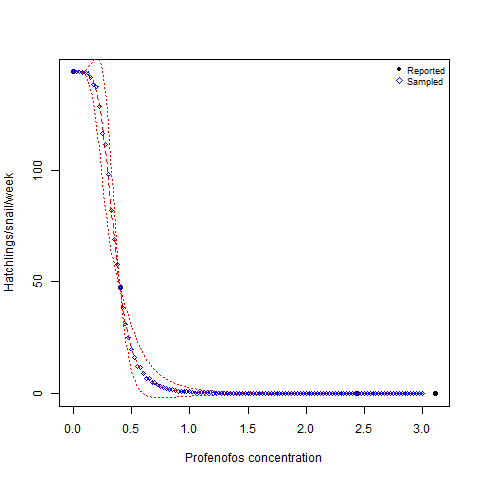 Reported
Sampled
Hatchlings/snail/week
100
50
0
0.0 0.5 1.0 1.5 2.0 2.5 3.0
Profenofos concentration